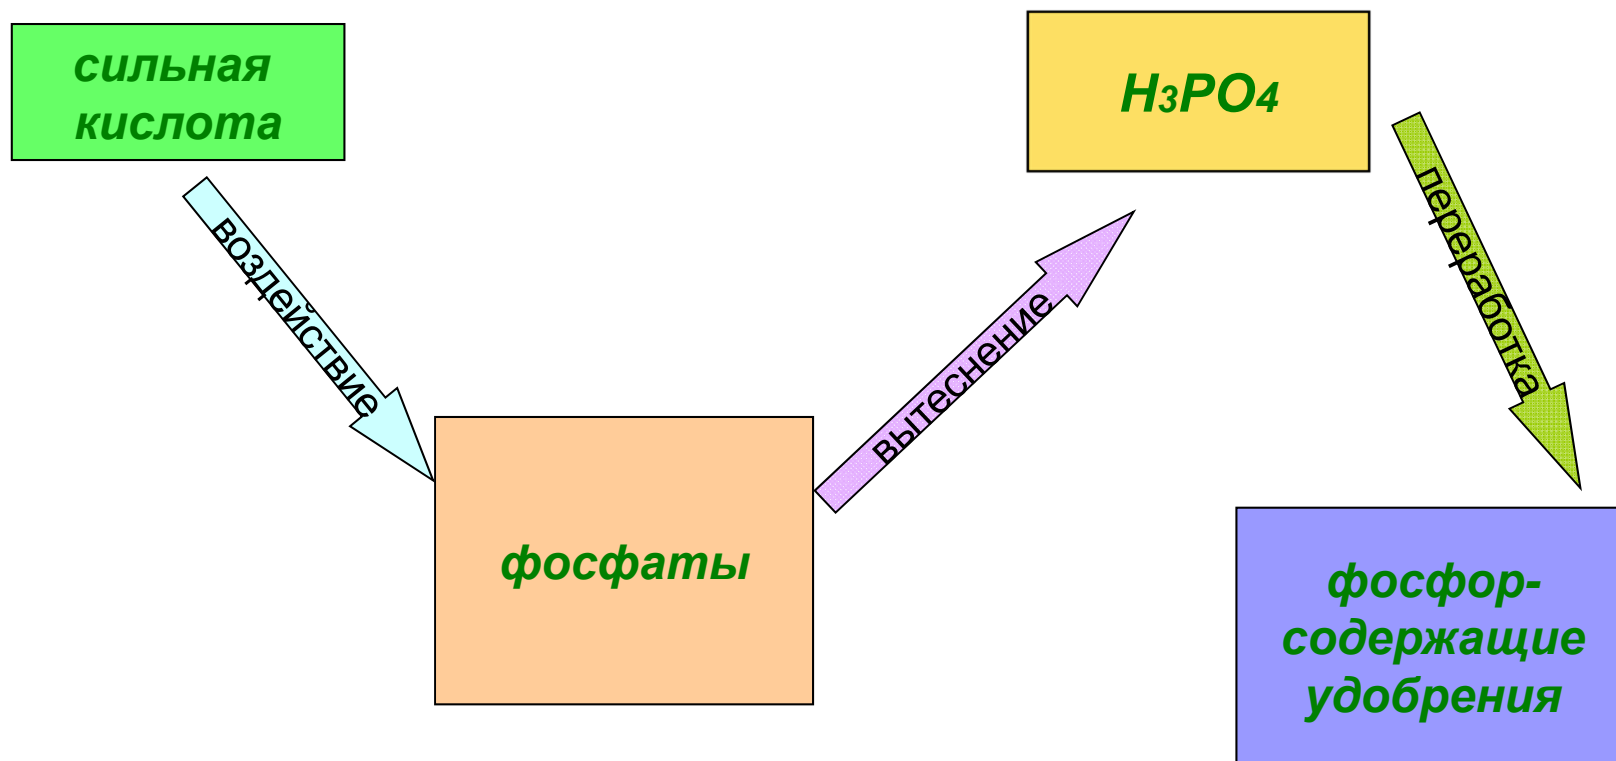 сильная
кислота
воздействие
фосфаты
вытеснение
H3PO4
переработка
фосфор-
содержащие
удобрения